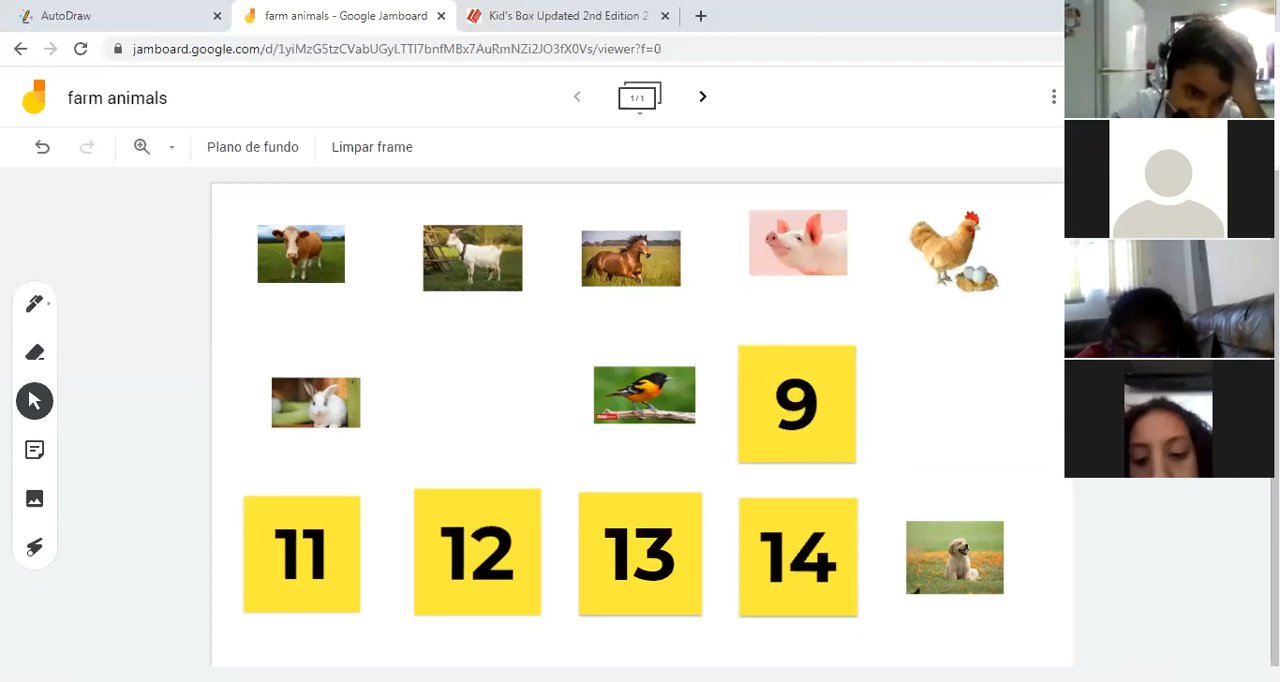 AutoDraw
farm animals - Google Jamboard
Kid's Box Updated 2nd Edition 2
jamboard.google.com/d/1yiMzG5tzCVabUGyLTTI7bnfMBx7AuRmNZi2JO3fX0Vs/viewer?f=0
farm animals
1/1
Plano de fundo
Limpar frame
9
11
12
13
14